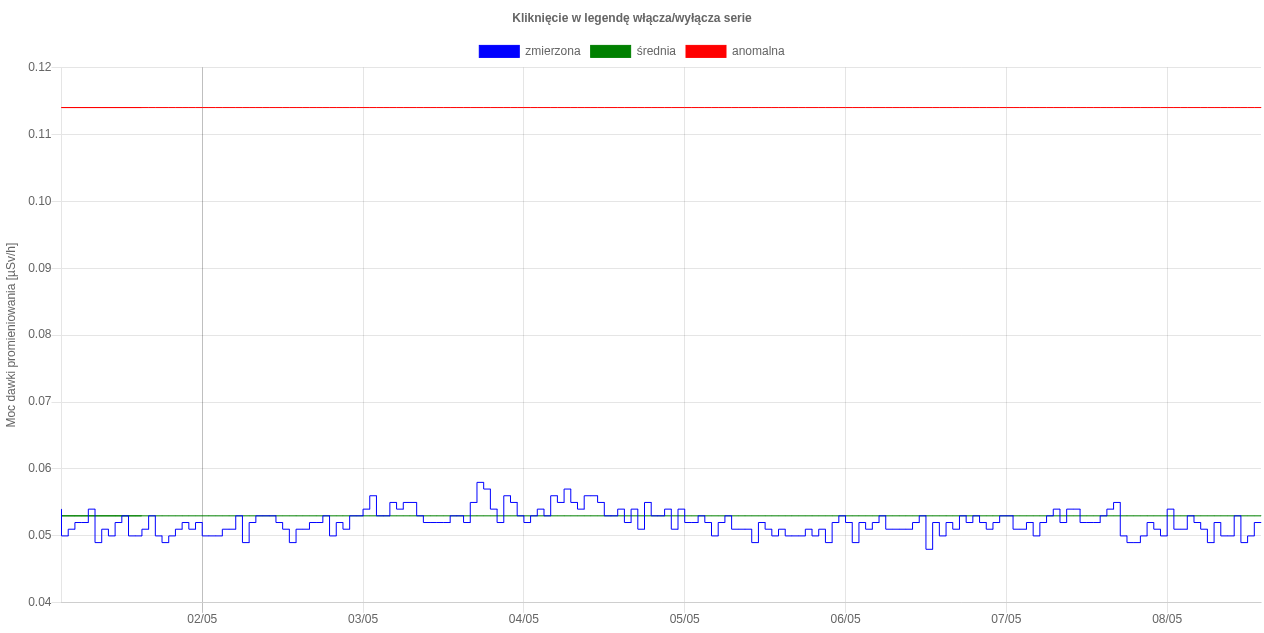 Kliknięcie w legendę włącza/wyłącza serie
zmierzona średnia anomalna
Moc dawki promieniowania [µSv/h]
0.12
0.11
0.10
0.09
0.08
0.07
0.06
0.05
0.04
02/05 03/05 04/05 05/05 06/05 07/05 08/05